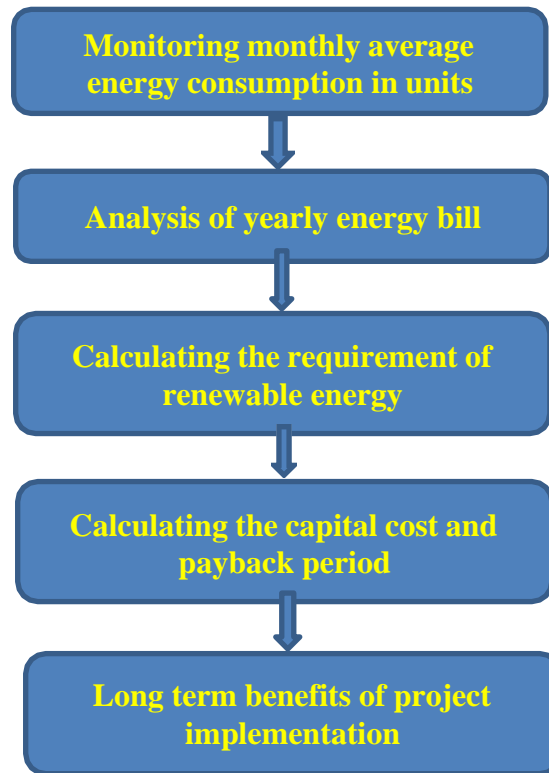 Monitoring monthly average
energy consumption in units
Analysis of yearly energy bill
Calculating the requirement of
renewable energy
Calculating the capital cost and
payback period
Long term benefits of project
implementation